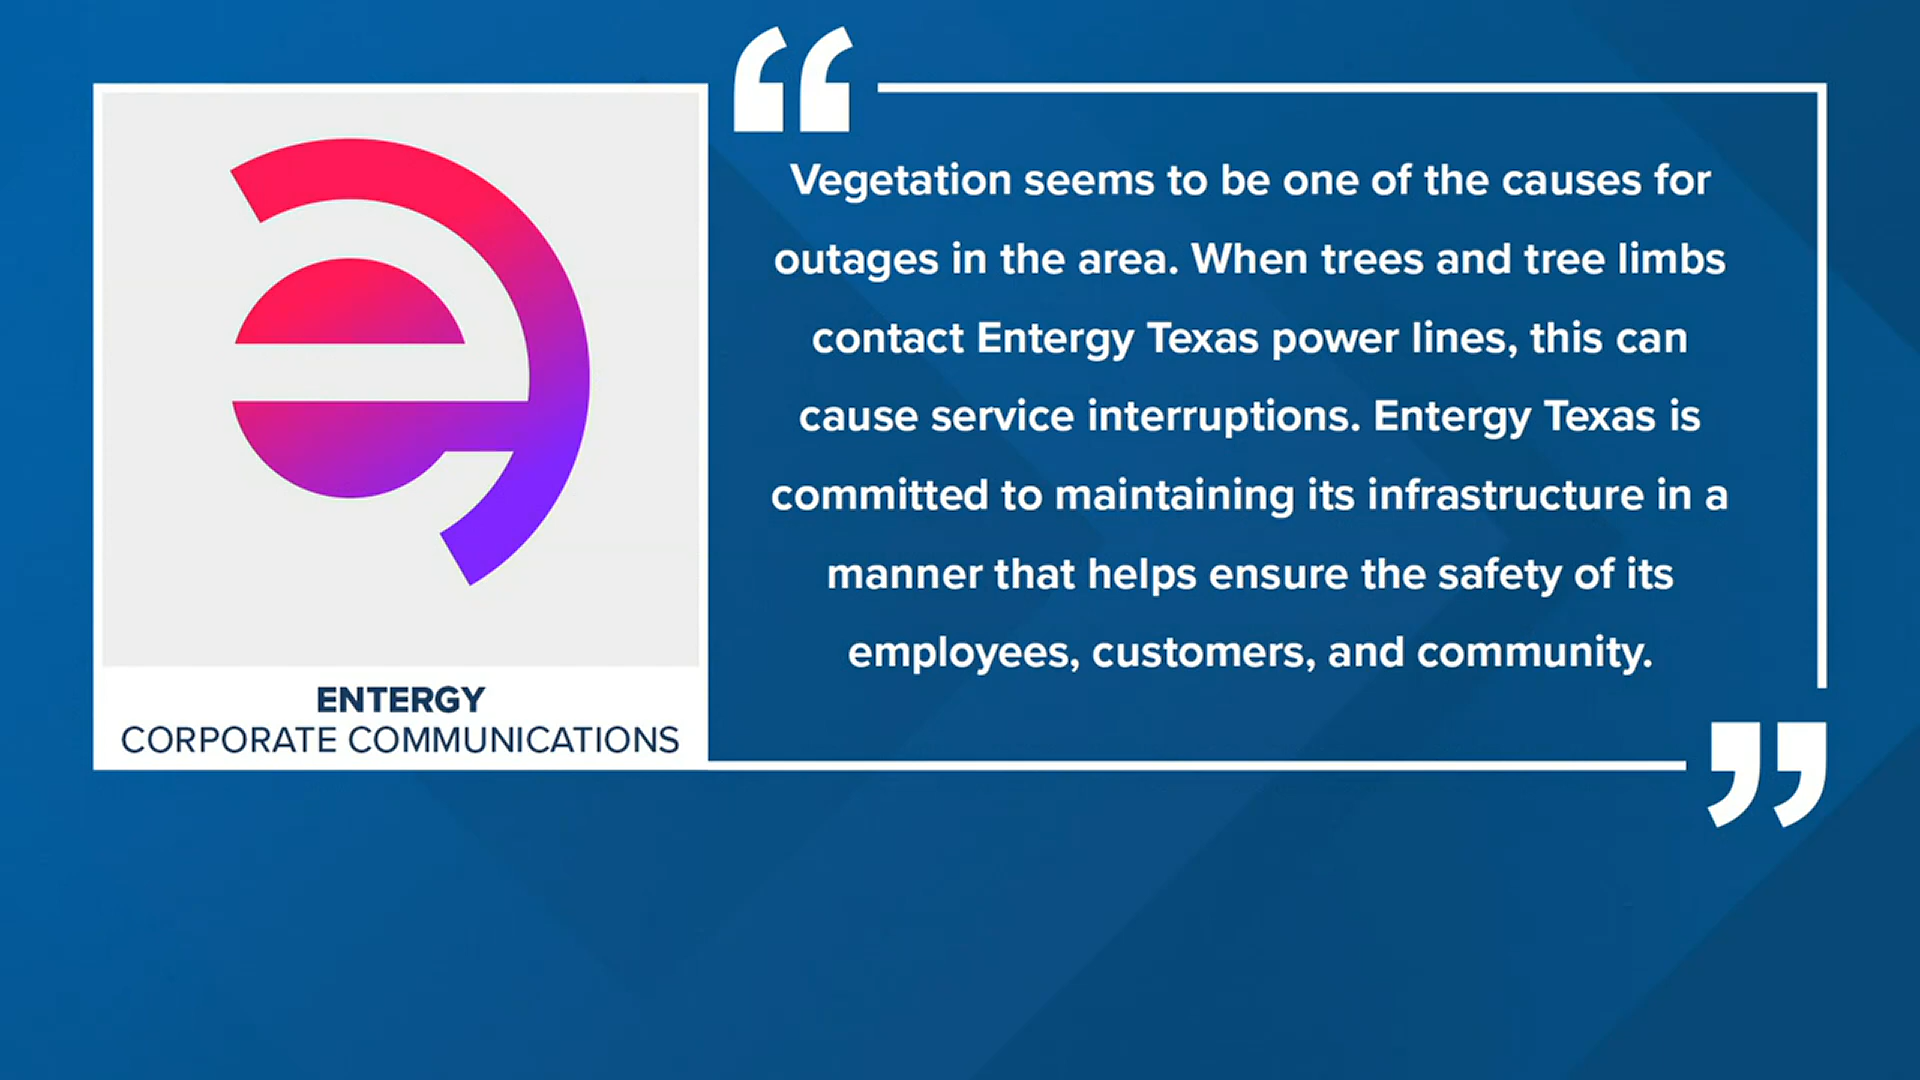 “
Vegetation seems to be one of the causes for
outages in the area. When trees and tree limbs
contact Entergy Texas power lines, this can
cause service interruptions. Entergy Texas is
committed to maintaining its infrastructure in a
manner that helps ensure the safety of its
employees, customers, and community.
”
ENTERGY
CORPORATE COMMUNICATIONS